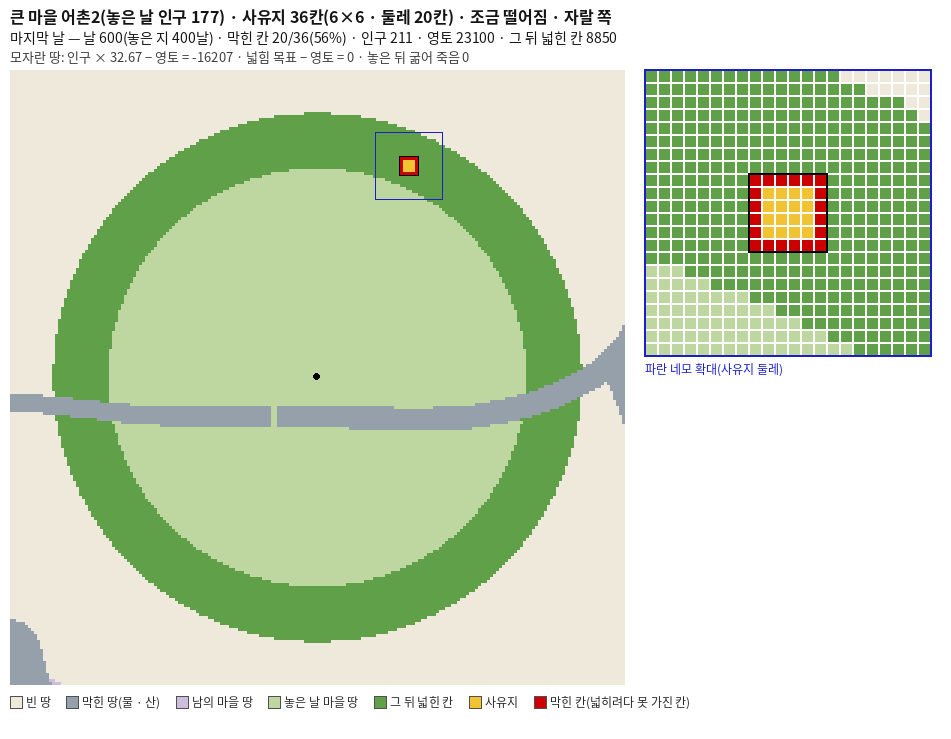 큰 마을 어촌2(놓은 날 인구 177) · 사유지 36칸(6×6 · 둘레 20칸) · 조금 떨어짐 · 자랄 쪽
마지막 날 — 날 600(놓은 지 400날) · 막힌 칸 20/36(56%) · 인구 211 · 영토 23100 · 그 뒤 넓힌 칸 8850
모자란 땅: 인구 × 32.67 − 영토 = -16207 · 넓힘 목표 − 영토 = 0 · 놓은 뒤 굶어 죽음 0
파란 네모 확대(사유지 둘레)
빈 땅 막힌 땅(물 · 산) 남의 마을 땅 놓은 날 마을 땅 그 뒤 넓힌 칸 사유지 막힌 칸(넓히려다 못 가진 칸)